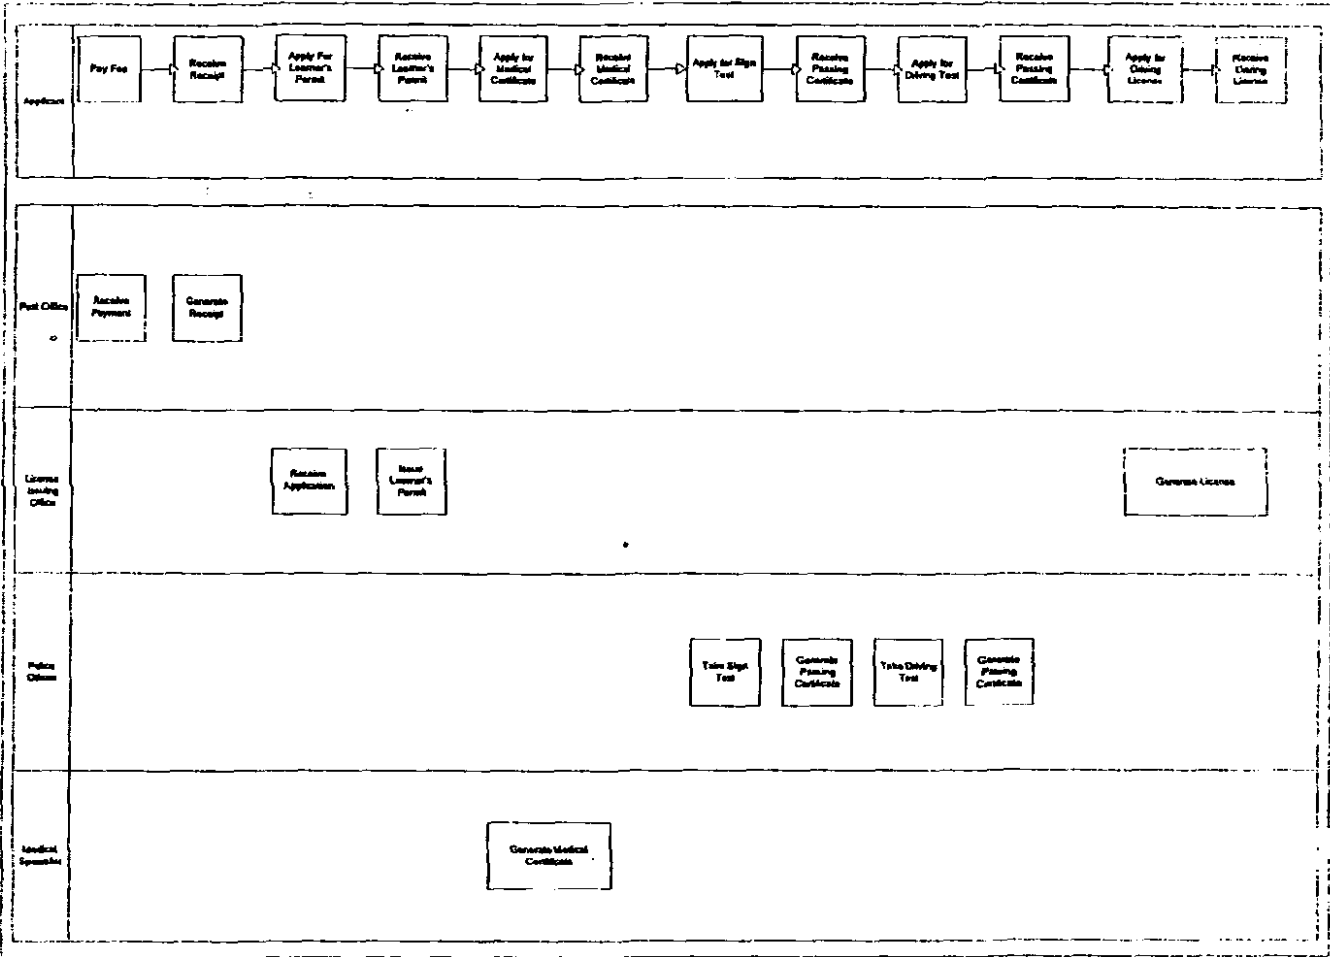 Applicant
Pay Fee
Receive
Receipt
Apply For
Learner's
Permit
Receive
Learner's
Permit
Apply for
Medical
Certificate
Receive
Medical
Certificate
Apply for Sign
Test
Receive
Passing
Certificate
Apply for
Driving Test
Receive
Passing
Certificate
Apply for
Driving
License
Receive
Driving
License
Post Office
Receive
Payment
Generate
Receipt
License
Issuing
Office
Receive
Application
Issue
Learner's
Permit
Generate License
Police
Take Sign
Test
Generate
Passing
Certificate
Take Driving
Test
Generate
Passing
Certificate
Medical
Generate Medical
Certificate